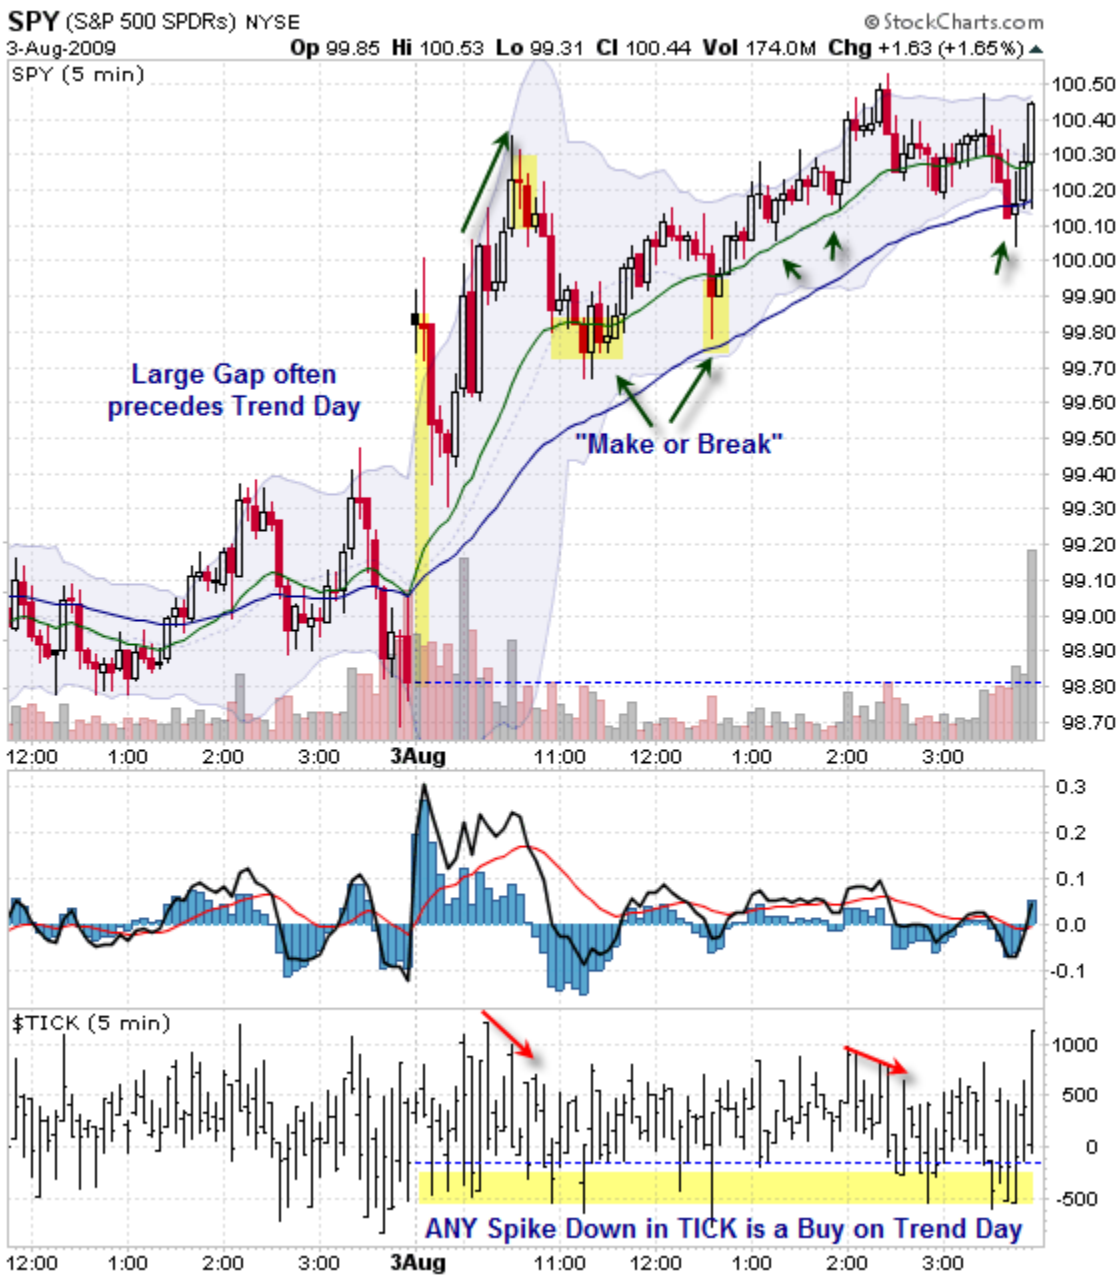 SPY (S&P 500 SPDRs) NYSE
© StockCharts.com
3-Aug-2009
Op 99.85 Hi 100.53 Lo 99.31 Cl 100.44 Vol 174.0M Chg +1.63 (+1.65%)
SPY (5 min)
100.50
100.40
100.30
100.20
100.10
100.00
99.90
99.80
99.70
99.60
99.50
99.40
99.30
99.20
99.10
99.00
98.90
98.80
98.70
Large Gap often
precedes Trend Day
"Make or Break"
12:00 1:00 2:00 3:00 3Aug 11:00 12:00 1:00 2:00 3:00
0.3
0.2
0.1
0.0
-0.1
$TICK (5 min)
1000
500
0
-500
ANY Spike Down in TICK is a Buy on Trend Day
12:00 1:00 2:00 3:00 3Aug 11:00 12:00 1:00 2:00 3:00